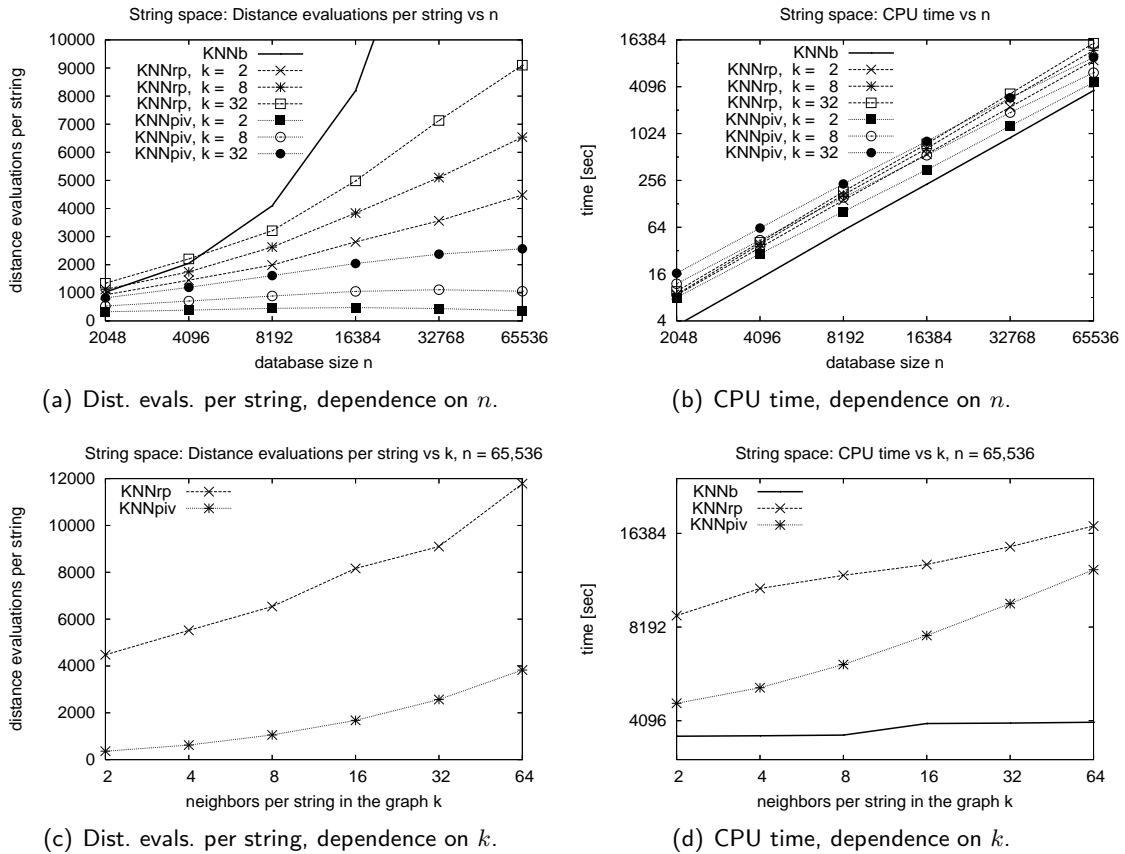 String space: Distance evaluations per string vs n
distance evaluations per string
10000
9000
8000
7000
6000
5000
4000
3000
2000
1000
0
KNNb
KNNrp, k = 2
KNNrp, k = 8
KNNrp, k = 32
KNNpiv, k = 2
KNNpiv, k = 8
KNNpiv, k = 32
2048 4096 8192 16384 32768 65536
database size n
(a) Dist. evals. per string, dependence on n.
String space: CPU time vs n
time [sec]
16384
4096
1024
256
64
16
4
KNNb
KNNrp, k = 2
KNNrp, k = 8
KNNrp, k = 32
KNNpiv, k = 2
KNNpiv, k = 8
KNNpiv, k = 32
2048 4096 8192 16384 32768 65536
database size n
(b) CPU time, dependence on n.
String space: Distance evaluations per string vs k, n = 65,536
distance evaluations per string
12000
10000
8000
6000
4000
2000
0
KNNrp
KNNpiv
2 4 8 16 32 64
neighbors per string in the graph k
(c) Dist. evals. per string, dependence on k.
String space: CPU time vs k, n = 65,536
time [sec]
16384
8192
4096
KNNb
KNNrp
KNNpiv
2 4 8 16 32 64
neighbors per string in the graph k
(d) CPU time, dependence on k.